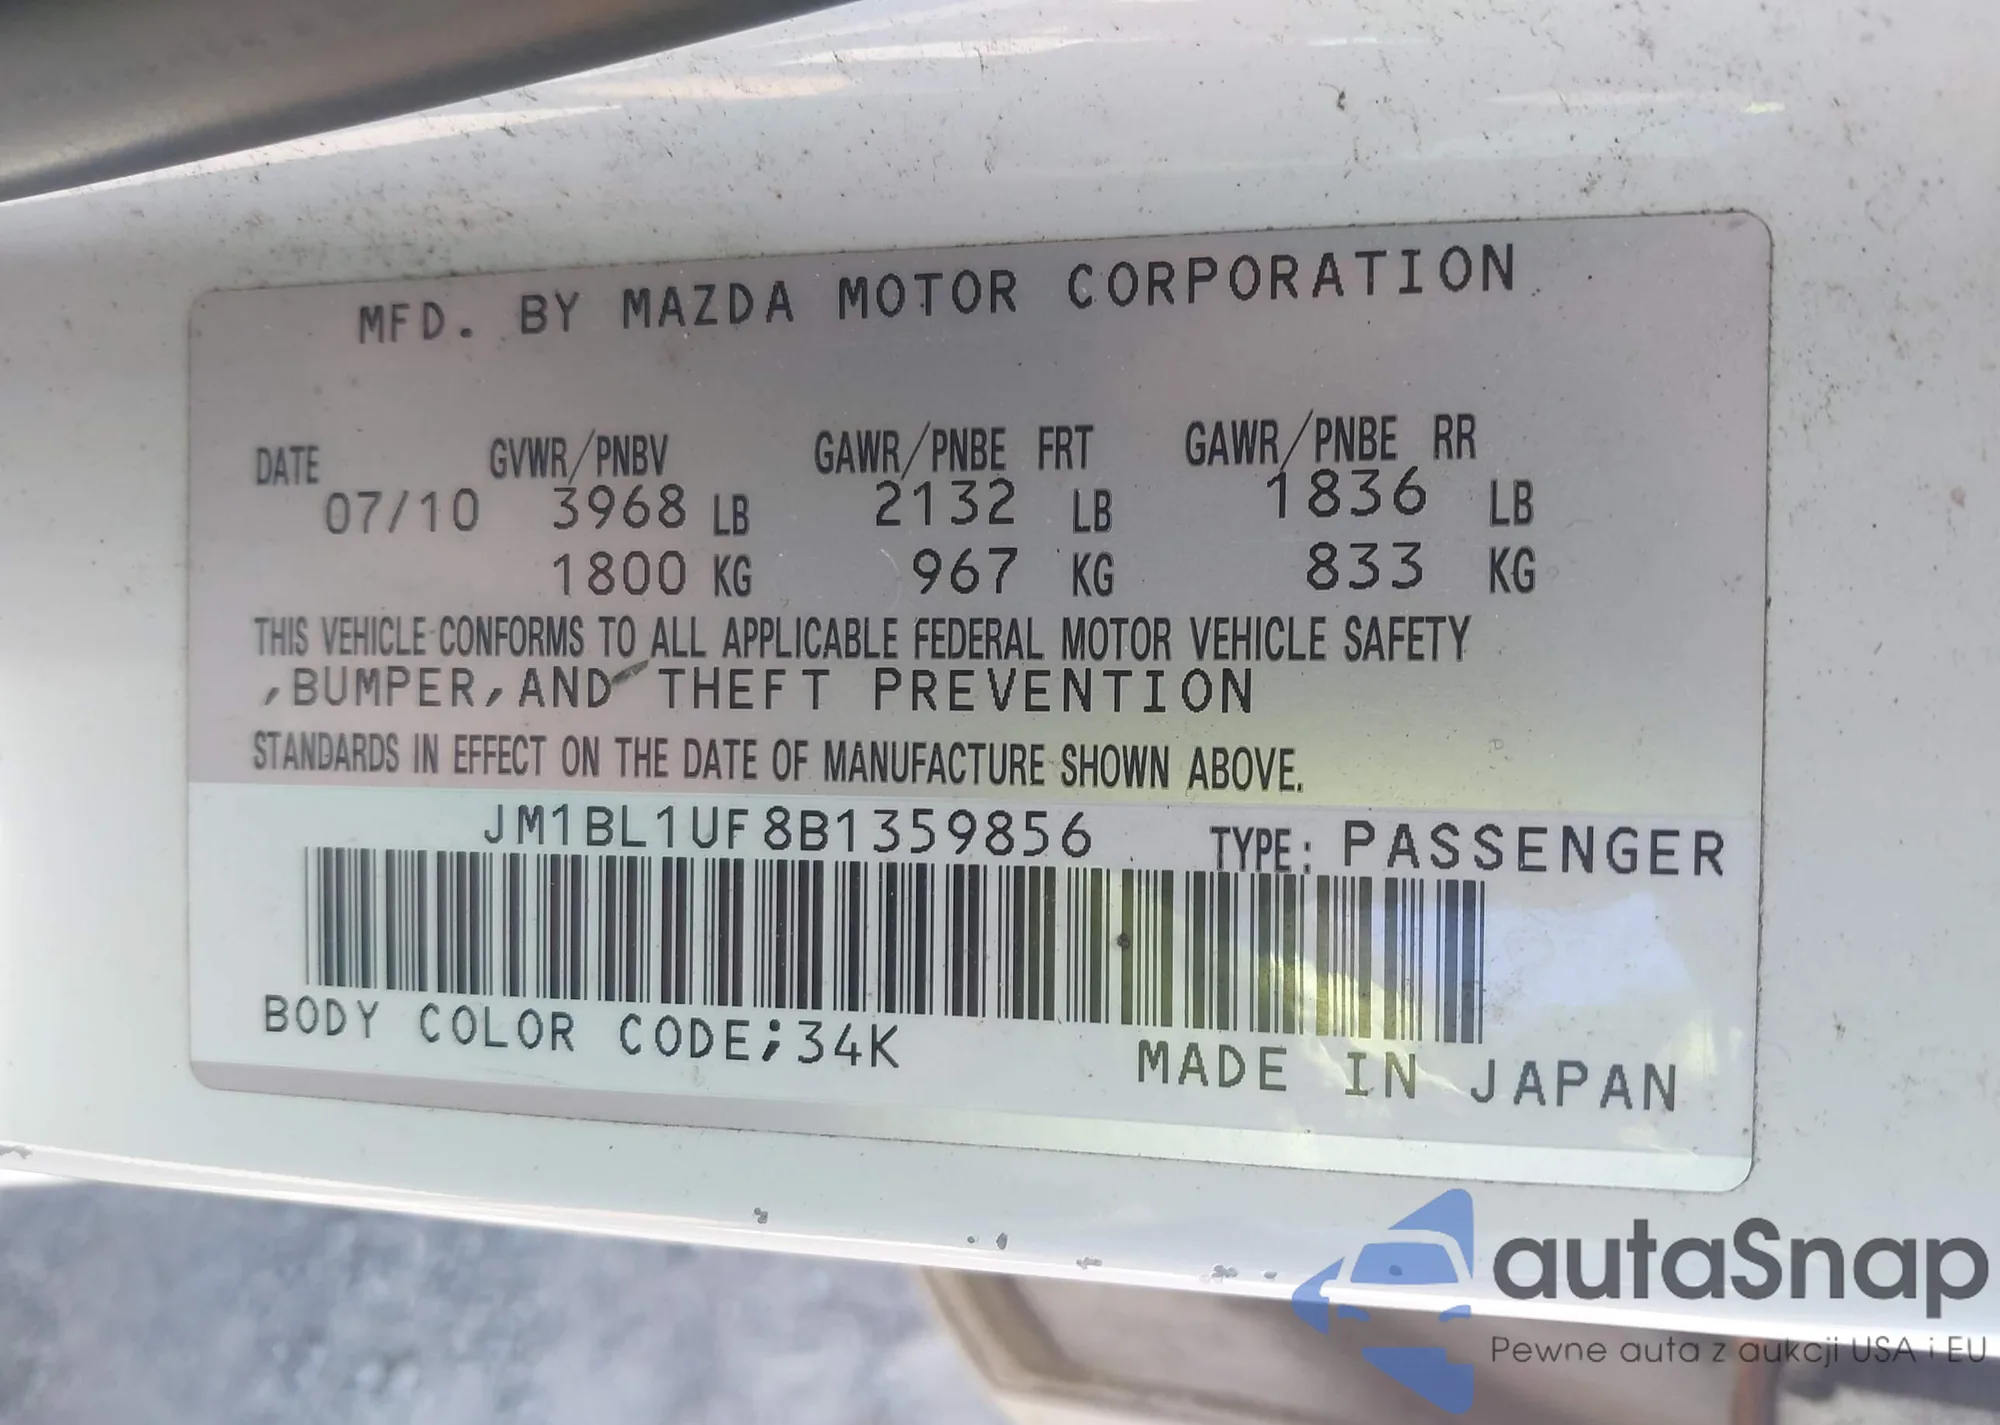 MFD. BY MAZDA MOTOR CORPORATION
DATE GVWR/PNBV GAWR/PNBE FRT GAWR/PNBE RR
07/10 3968 LB 2132 LB 1836 LB
1800 KG 967 KG 833 KG
THIS VEHICLE CONFORMS TO ALL APPLICABLE FEDERAL MOTOR VEHICLE SAFETY
,BUMPER,AND THEFT PREVENTION
STANDARDS IN EFFECT ON THE DATE OF MANUFACTURE SHOWN ABOVE.
JM1BL1UF8B1359856 TYPE: PASSENGER
BODY COLOR CODE;34K
MADE IN JAPAN
autaSnap
Pewne auta z aukcji USA i EU